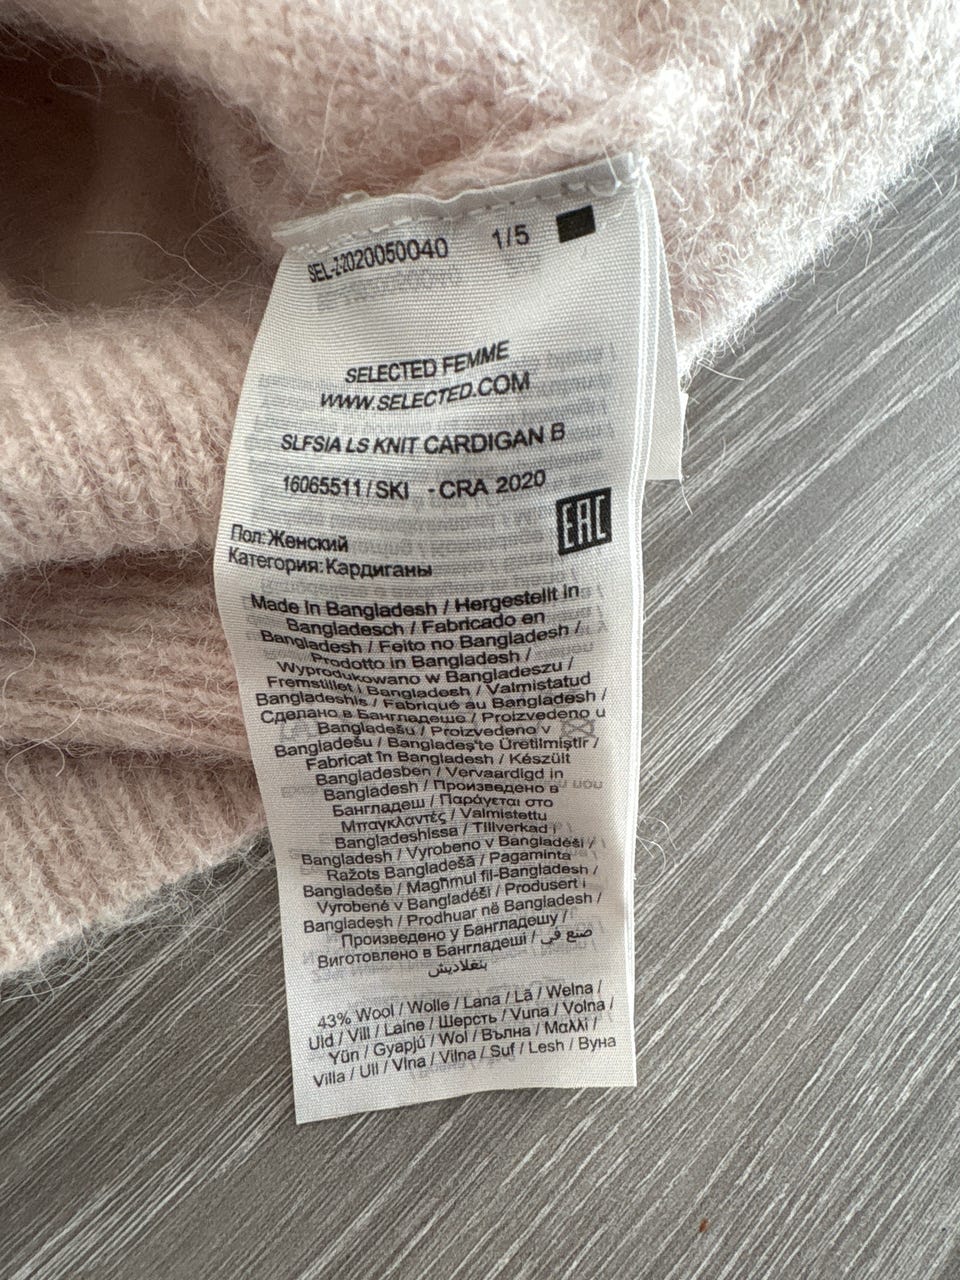 SEL-2-2020050040 1/5
SELECTED FEMME
WWW.SELECTED.COM
SLFSIA LS KNIT CARDIGAN B
16065511/SKI - CRA 2020
EAC
Пол:Женский
Категория:Кардиганы
Made In Bangladesh / Hergestellt in
Bangladesch / Fabricado en
Bangladesh / Feito no Bangladesh /
Prodotto in Bangladesh /
Wyprodukowano w Bangladeszu /
Fremstillet i Bangladesh / Valmistatud
Bangladeshis / Fabriqué au Bangladesh /
Сделано в Бангладеше / Proizvedeno u
Bangladešu / Proizvedeno v
Bangladešu / Bangladeş'te Üretilmiştir /
Fabricat în Bangladesh / Készült
Bangladesben / Vervaardigd in
Bangladesh / Произведено в
Бангладеш / Παράγεται στο
Μπαγκλαντές / Valmistettu
Bangladeshissa / Tillverkad i
Bangladesh / Vyrobeno v Bangladéši /
Ražots Bangladešā / Pagaminta
Bangladeše / Magħmul fil-Bangladesh /
Vyrobené v Bangladéši / Produsert i
Bangladesh / Prodhuar në Bangladesh /
Произведено у Бангладешу /
Виготовлено в Бангладеші / صنع في
بنغلاديش
43% Wool / Wolle / Lana / Lã / Wełna /
Uld / Vill / Laine / Шерсть / Vuna / Volna /
Yün / Gyapjú / Wol / Вълна / Μαλλί /
Villa / Ull / Vlna / Vilna / Suf / Lesh / Вуна